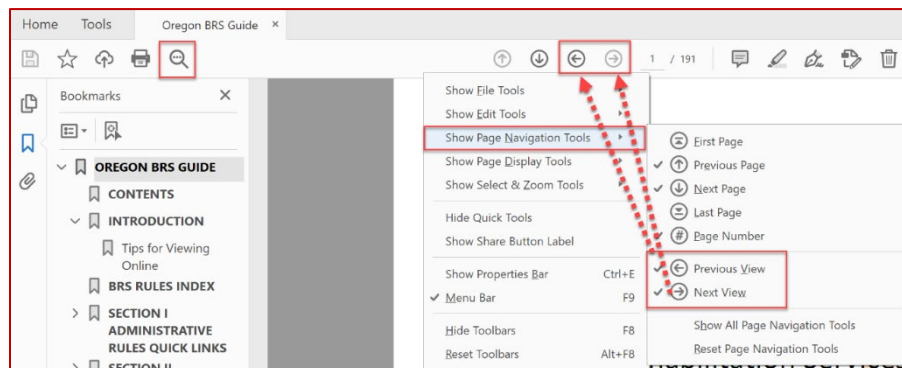 Home Tools Oregon BRS Guide ×
1 / 191
Bookmarks ×
OREGON BRS GUIDE
CONTENTS
INTRODUCTION
Tips for Viewing
Online
BRS RULES INDEX
SECTION I
ADMINISTRATIVE
RULES QUICK LINKS
SECTION II
Show File Tools
Show Edit Tools
Show Page Navigation Tools
Show Page Display Tools
Show Select & Zoom Tools
Hide Quick Tools
Show Share Button Label
Show Properties Bar Ctrl+E
Menu Bar F9
Hide Toolbars F8
Reset Toolbars Alt+F8
First Page
Previous Page
Next Page
Last Page
Page Number
Previous View
Next View
Show All Page Navigation Tools
Reset Page Navigation Tools